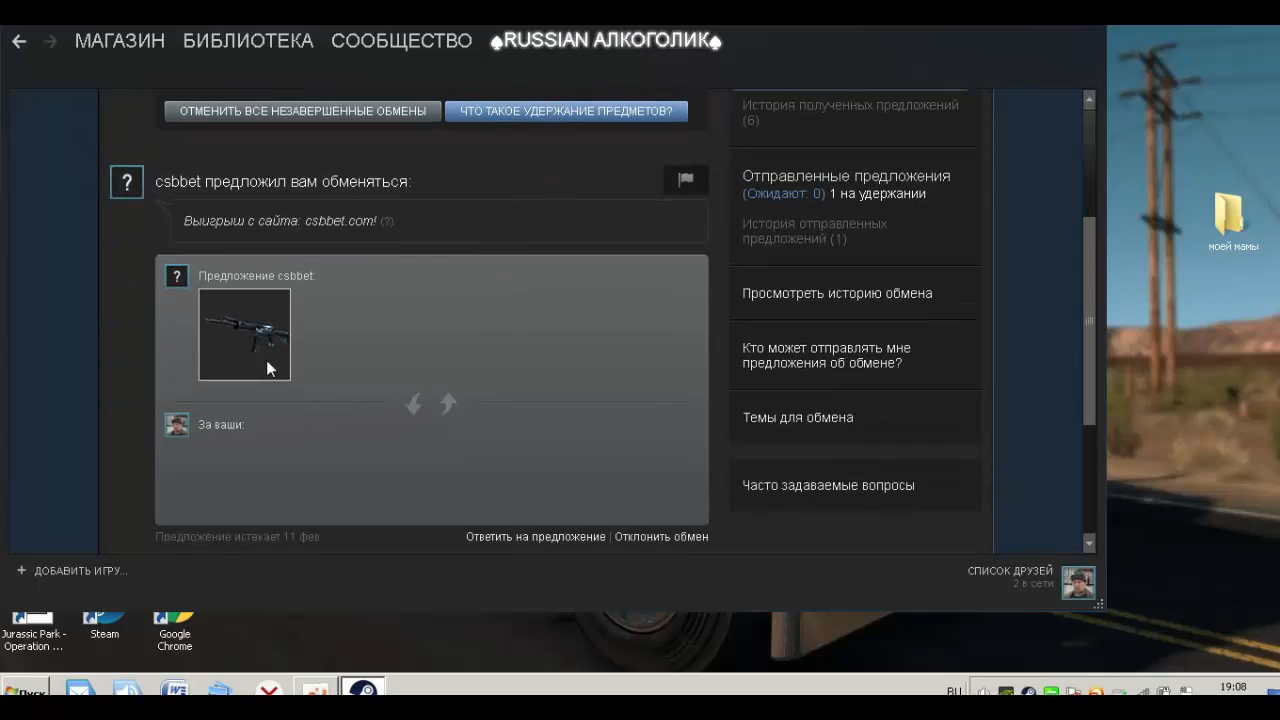 МАГАЗИН БИБЛИОТЕКА СООБЩЕСТВО ♠RUSSIAN АЛКОГОЛИК♠
ОТМЕНИТЬ ВСЕ НЕЗАВЕРШЕННЫЕ ОБМЕНЫ
ЧТО ТАКОЕ УДЕРЖАНИЕ ПРЕДМЕТОВ?
csbbet предложил вам обменяться:
Выигрыш с сайта: csbbet.com! (?)
Предложение csbbet:
За ваши:
Предложение истекает 11 фев
Ответить на предложение | Отклонить обмен
История полученных предложений
(6)
Отправленные предложения
(Ожидают: 0) 1 на удержании
История отправленных
предложений (1)
Просмотреть историю обмена
Кто может отправлять мне
предложения об обмене?
Темы для обмена
Часто задаваемые вопросы
+ ДОБАВИТЬ ИГРУ...
СПИСОК ДРУЗЕЙ
2 в сети
моей мамы
Jurassic Park -
Operation ...
Steam
Google
Chrome
Пуск
RU
19:08